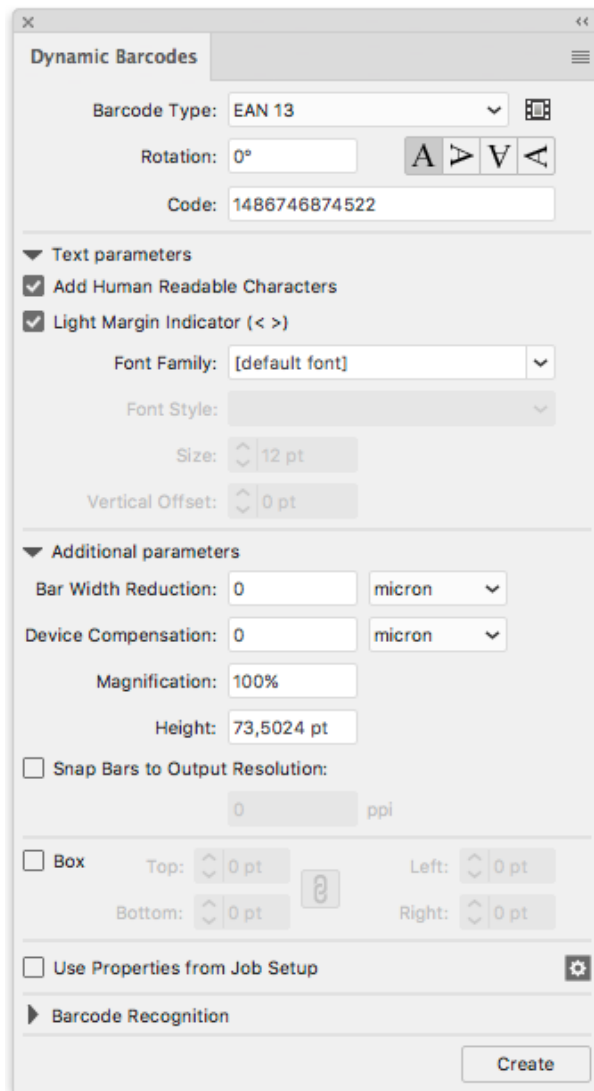 Dynamic Barcodes
Barcode Type: EAN 13
Rotation: 0° A A A A
Code: 1486746874522
Text parameters
Add Human Readable Characters
Light Margin Indicator (< >)
Font Family: [default font]
Font Style:
Size: 12 pt
Vertical Offset: 0 pt
Additional parameters
Bar Width Reduction: 0 micron
Device Compensation: 0 micron
Magnification: 100%
Height: 73,5024 pt
Snap Bars to Output Resolution:
0 ppi
Box Top: 0 pt Left: 0 pt
Bottom: 0 pt Right: 0 pt
Use Properties from Job Setup
Barcode Recognition
Create